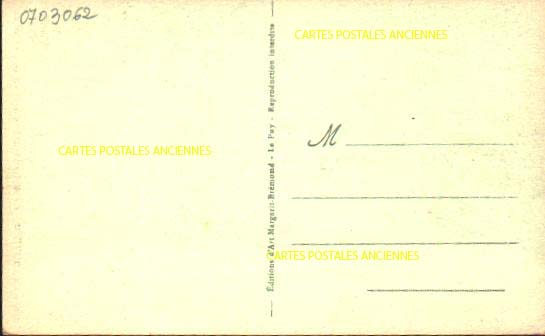 0703062
CARTES POSTALES ANCIENNES
CARTES POSTALES ANCIENNES
Éditions d'Art Margerit-Brémond - Le Puy - Reproduction interdite
M
CARTES POSTALES ANCIENNES